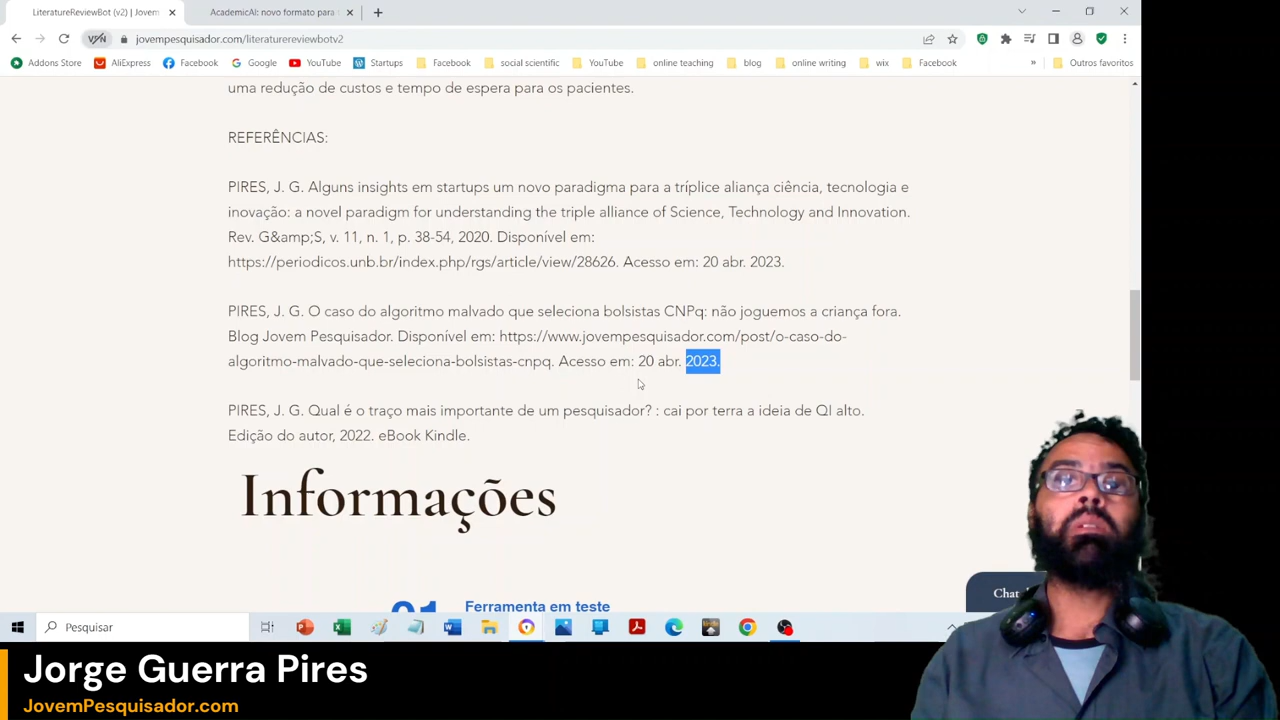 LiteratureReviewBot (v2) | Jovem
AcademicAI: novo formato para
VPN
jovempesquisador.com/literaturereviewbotv2
Addons Store
AliExpress
Facebook
Google
YouTube
Startups
Facebook
social scientific
YouTube
online teaching
blog
online writing
wix
Facebook
»
Outros favoritos
uma redução de custos e tempo de espera para os pacientes.
REFERÊNCIAS:
PIRES, J. G. Alguns insights em startups um novo paradigma para a tríplice aliança ciência, tecnologia e
inovação: a novel paradigm for understanding the triple alliance of Science, Technology and Innovation.
Rev. G&amp;S, v. 11, n. 1, p. 38-54, 2020. Disponível em:
https://periodicos.unb.br/index.php/rgs/article/view/28626. Acesso em: 20 abr. 2023.
PIRES, J. G. O caso do algoritmo malvado que seleciona bolsistas CNPq: não joguemos a criança fora.
Blog Jovem Pesquisador. Disponível em: https://www.jovempesquisador.com/post/o-caso-do-
algoritmo-malvado-que-seleciona-bolsistas-cnpq. Acesso em: 20 abr. 2023.
PIRES, J. G. Qual é o traço mais importante de um pesquisador? : cai por terra a ideia de QI alto.
Edição do autor, 2022. eBook Kindle.
Informações
01
Ferramenta em teste
Chat
Pesquisar
Jorge Guerra Pires
JovemPesquisador.com